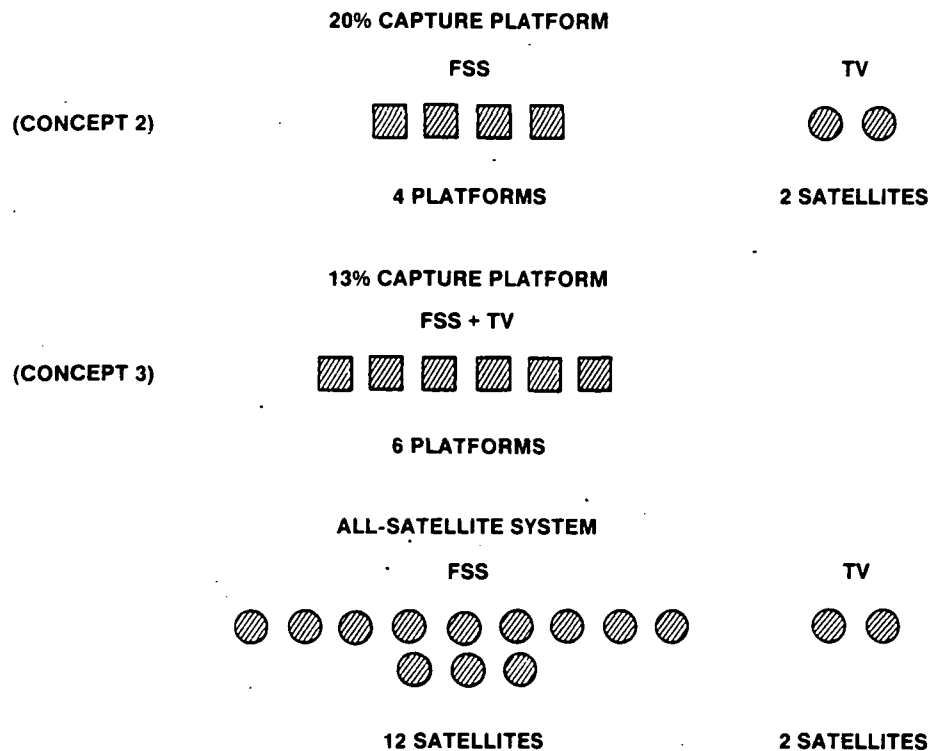 20% CAPTURE PLATFORM
FSS TV
(CONCEPT 2)
4 PLATFORMS 2 SATELLITES
13% CAPTURE PLATFORM
FSS + TV
(CONCEPT 3)
6 PLATFORMS
ALL-SATELLITE SYSTEM
FSS TV
12 SATELLITES 2 SATELLITES